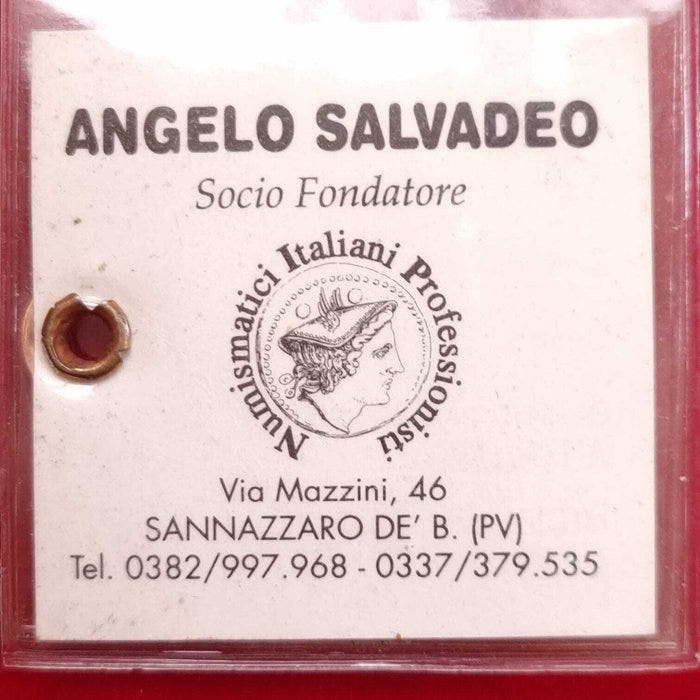 ANGELO SALVADEO
Socio Fondatore
Numismatici Italiani Professionisti
Via Mazzini, 46
SANNAZZARO DE' B. (PV)
Tel. 0382/997.968 - 0337/379.535